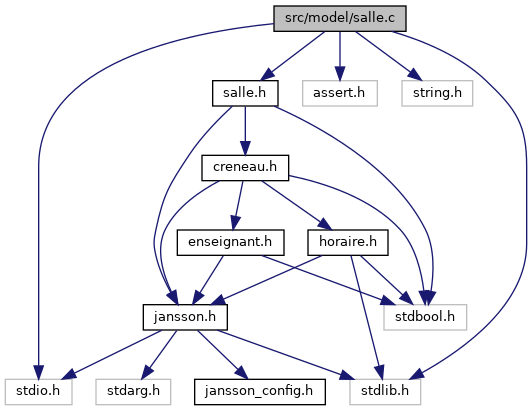 src/model/salle.c
salle.h
assert.h
string.h
creneau.h
enseignant.h
horaire.h
jansson.h
stdbool.h
stdio.h
stdarg.h
jansson_config.h
stdlib.h